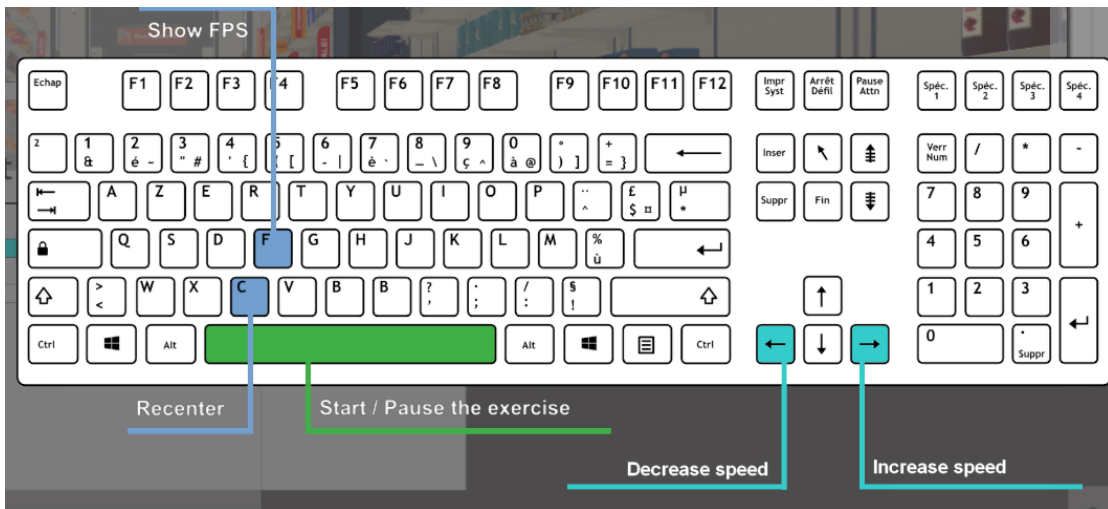 Show FPS
Echap F1 F2 F3 F4 F5 F6 F7 F8 F9 F10 F11 F12 Impr Syst Arrêt Défil Pause Attn Spéc. 1 Spéc. 2 Spéc. 3 Spéc. 4
2 1 & 2 é ~ 3 " # 4 ' { 5 ( [ 6 - | 7 è ` 8 _ \ 9 ç ^ 0 à @ ° ) ] + = } Inser Verr Num / * -
A Z E R T Y U I O P ¨ ^ £ $ ¤ µ * Suppr Fin 7 8 9 +
Q S D F G H J K L M % ù 4 5 6
> < W X C V B B ? , . ; / : § ! 1 2 3
Ctrl Alt Alt Ctrl 0 . Suppr
Recenter Start / Pause the exercise
Decrease speed Increase speed